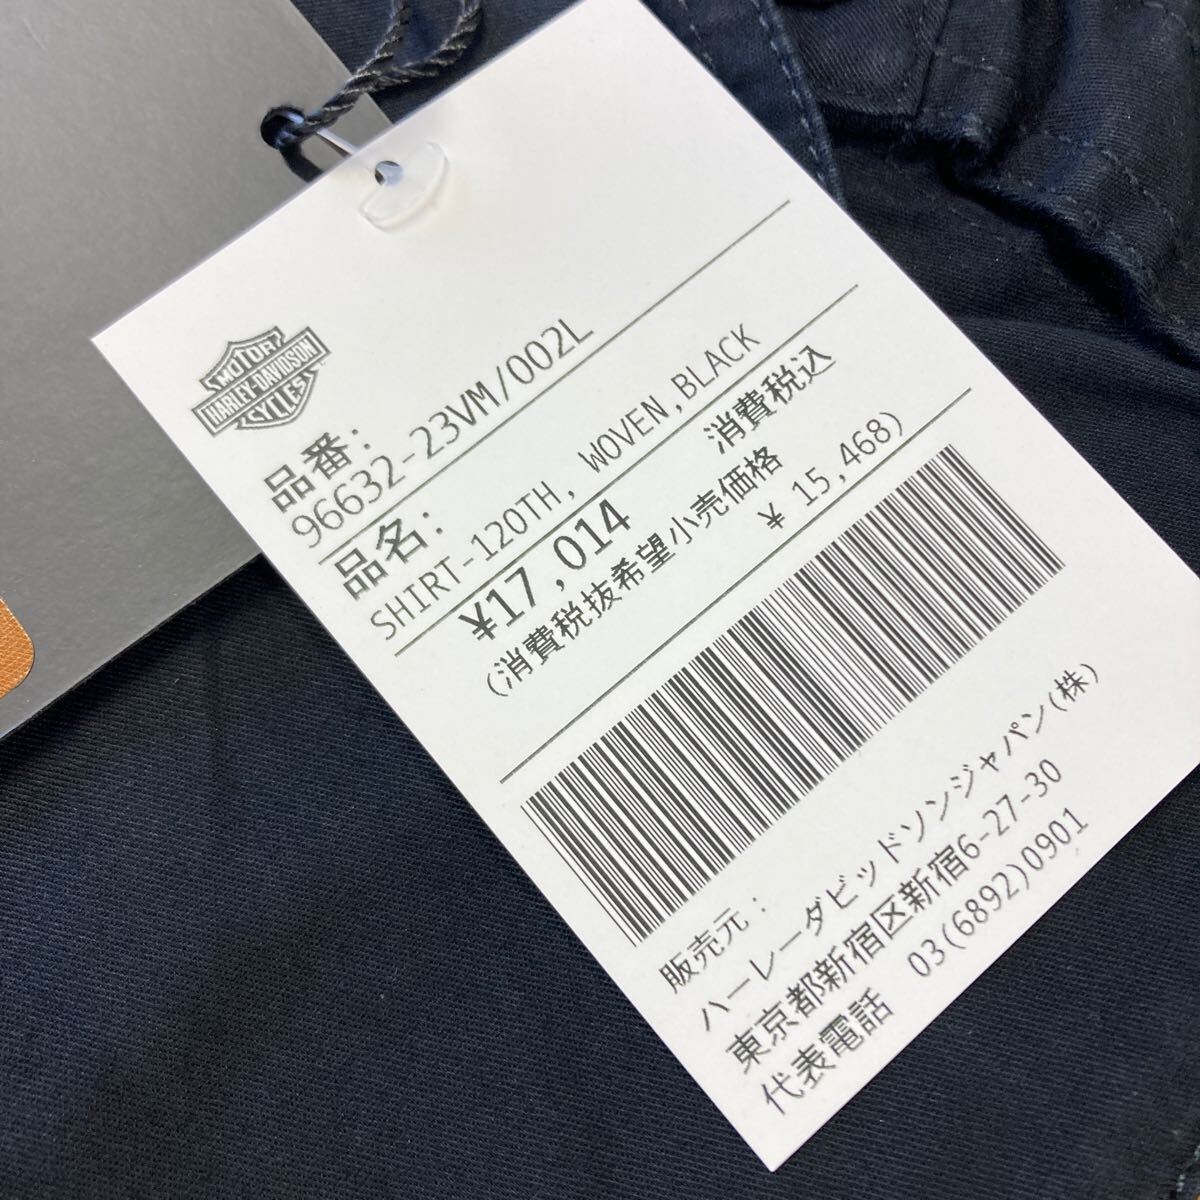 MOTOR
HARLEY-DAVIDSON
CYCLES
品番:
96632-23VM/002L
品名:
SHIRT-120TH, WOVEN,BLACK
¥17,014 消費税込
(消費税抜希望小売価格
¥ 15,468)
販売元:
ハーレーダビッドソンジャパン(株)
東京都新宿区新宿6-27-30
代表電話 03(6892)0901